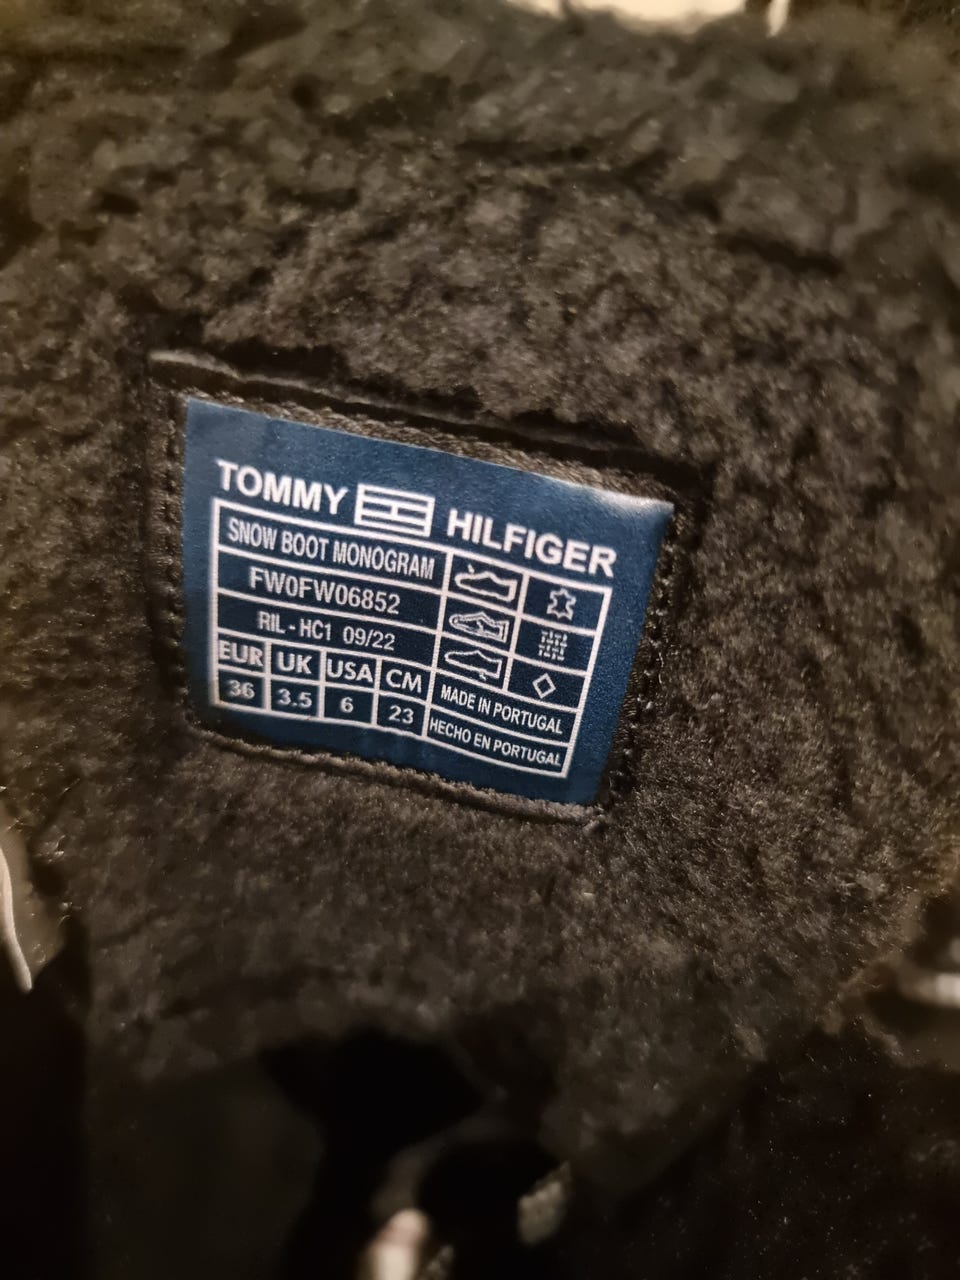 TOMMY HILFIGER
SNOW BOOT MONOGRAM
FW0FW06852
RIL - HC1 09/22
EUR UK USA CM
36 3.5 6 23
MADE IN PORTUGAL
HECHO EN PORTUGAL